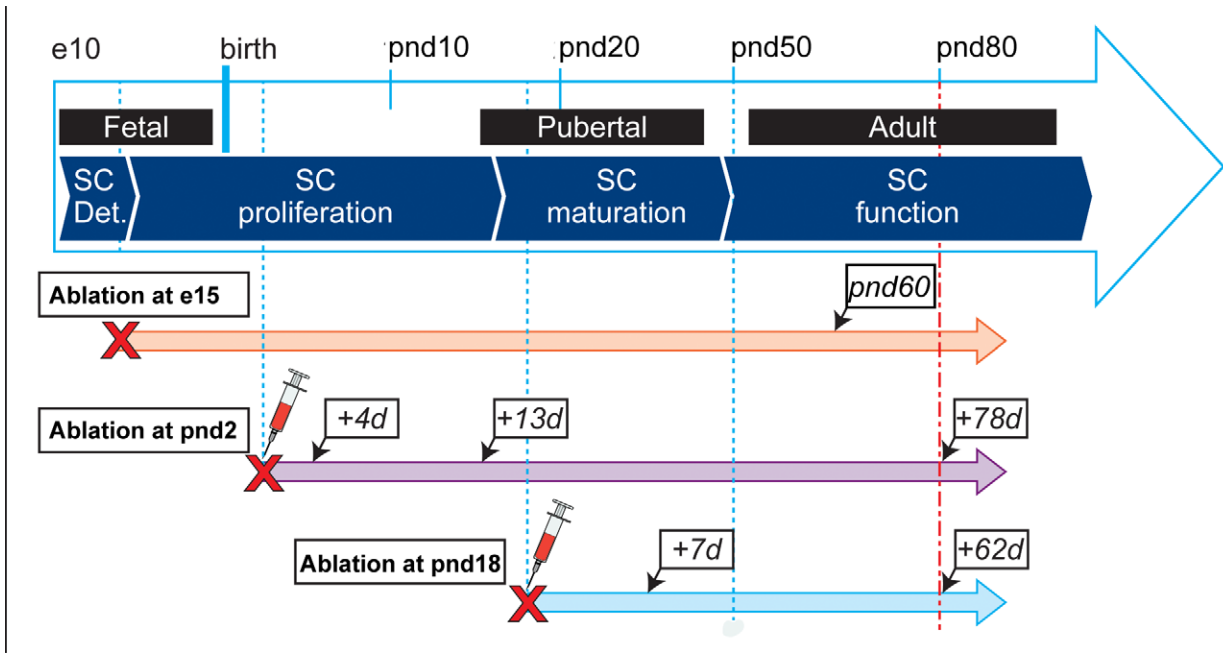 e10 birth pnd10 pnd20 pnd50 pnd80
Fetal Pubertal Adult
SC SC SC SC
Det. proliferation maturation function
Ablation at e15
pnd60
Ablation at pnd2
+4d +13d +78d
Ablation at pnd18
+7d +62d